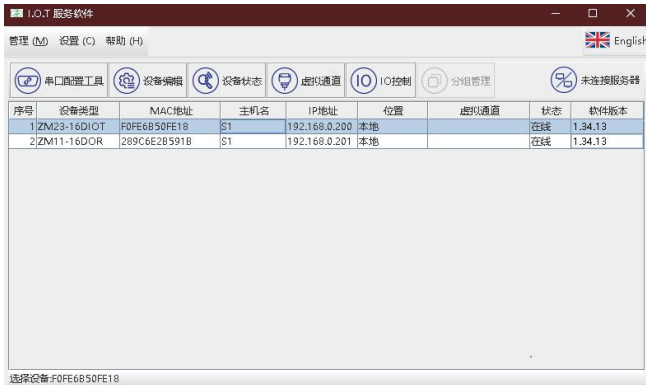 I.O.T 服务软件
管理 (M) 设置 (C) 帮助 (H) English
串口配置工具 设备编辑 设备状态 虚拟通道 IO IO控制 分组管理 未连接服务器
序号 设备类型 MAC地址 主机名 IP地址 位置 虚拟通道 状态 软件版本
1 ZM23-16DIOT F0FE6B50FE18 S1 192.168.0.200 本地 在线 1.34.13
2 ZM11-16DOR 289C6E2B591B S1 192.168.0.201 本地 在线 1.34.13
选择设备:F0FE6B50FE18